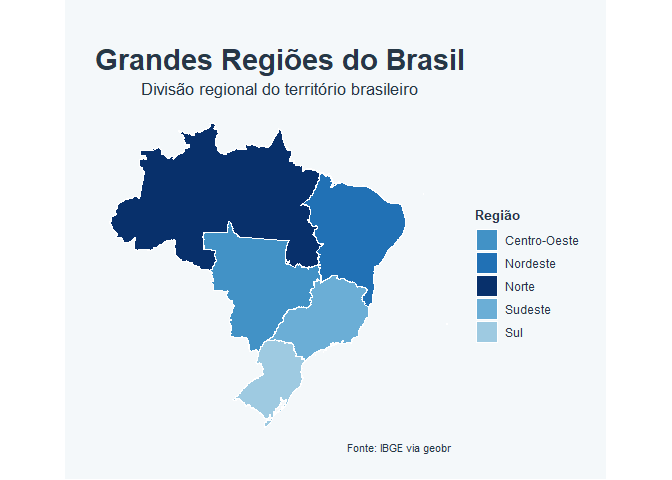 Grandes Regiões do Brasil
Divisão regional do território brasileiro
Região
Centro-Oeste
Nordeste
Norte
Sudeste
Sul
Fonte: IBGE via geobr